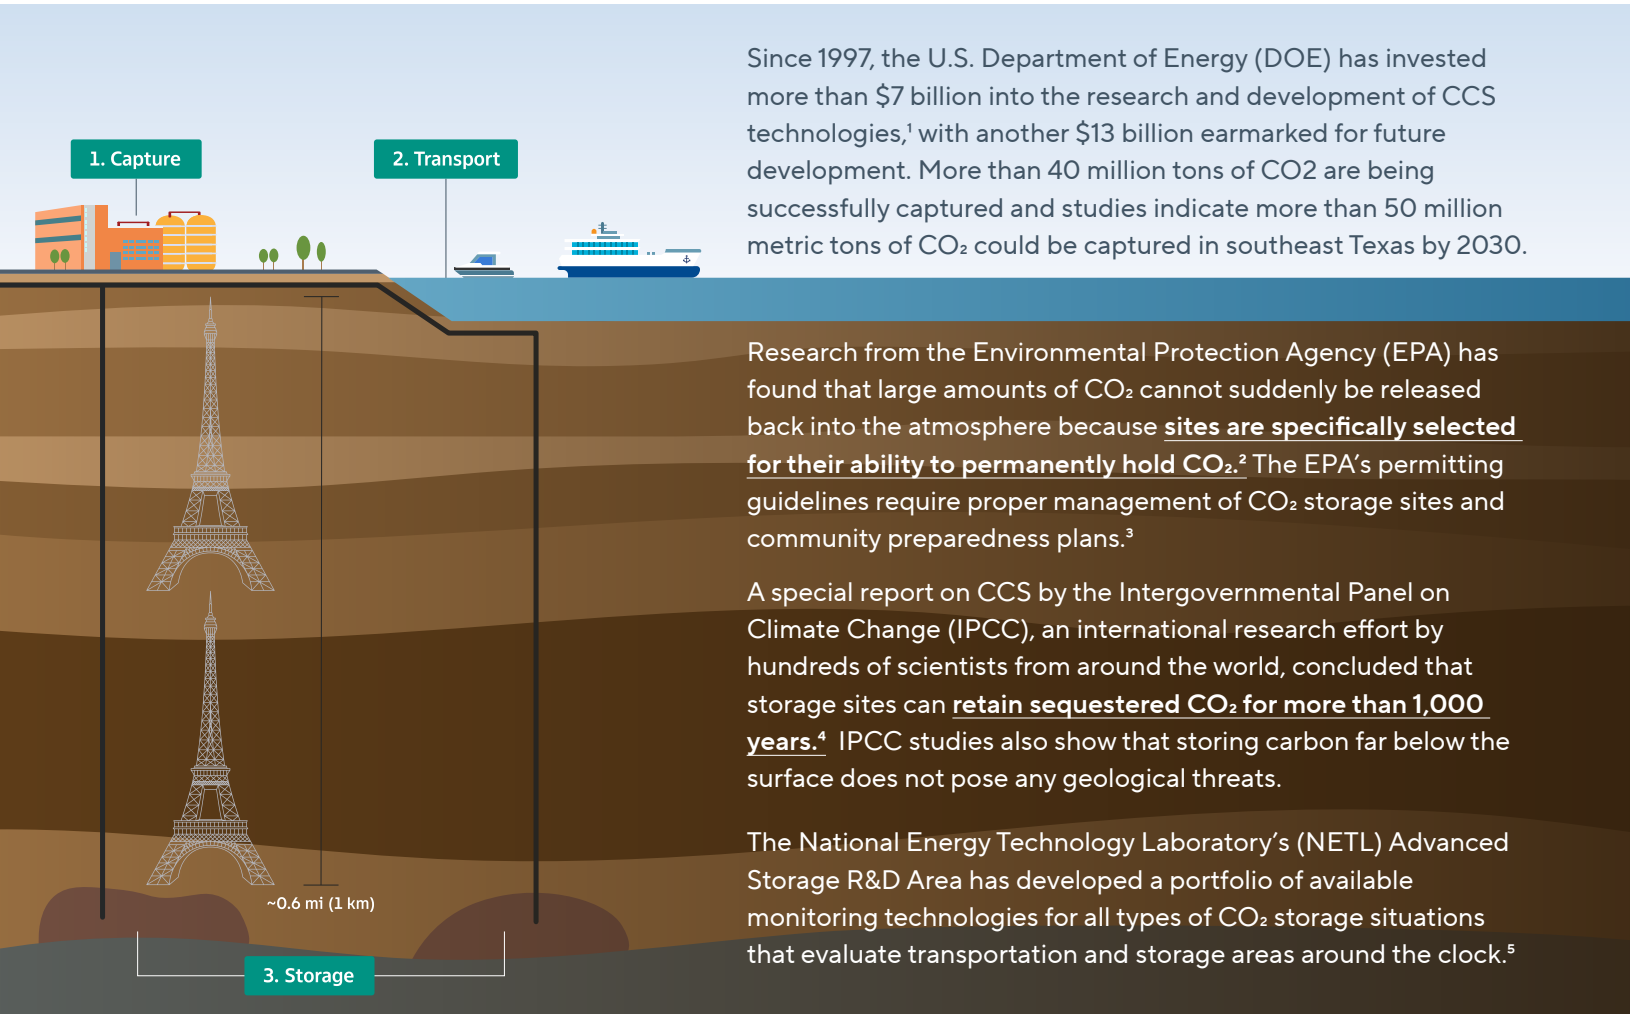 1. Capture
2. Transport
Since 1997, the U.S. Department of Energy (DOE) has invested
more than $7 billion into the research and development of CCS
technologies,¹ with another $13 billion earmarked for future
development. More than 40 million tons of CO2 are being
successfully captured and studies indicate more than 50 million
metric tons of CO₂ could be captured in southeast Texas by 2030.
Research from the Environmental Protection Agency (EPA) has
found that large amounts of CO₂ cannot suddenly be released
back into the atmosphere because sites are specifically selected
for their ability to permanently hold CO₂.² The EPA’s permitting
guidelines require proper management of CO₂ storage sites and
community preparedness plans.³
A special report on CCS by the Intergovernmental Panel on
Climate Change (IPCC), an international research effort by
hundreds of scientists from around the world, concluded that
storage sites can retain sequestered CO₂ for more than 1,000
years.⁴ IPCC studies also show that storing carbon far below the
surface does not pose any geological threats.
The National Energy Technology Laboratory’s (NETL) Advanced
Storage R&D Area has developed a portfolio of available
monitoring technologies for all types of CO₂ storage situations
that evaluate transportation and storage areas around the clock.⁵
~0.6 mi (1 km)
3. Storage